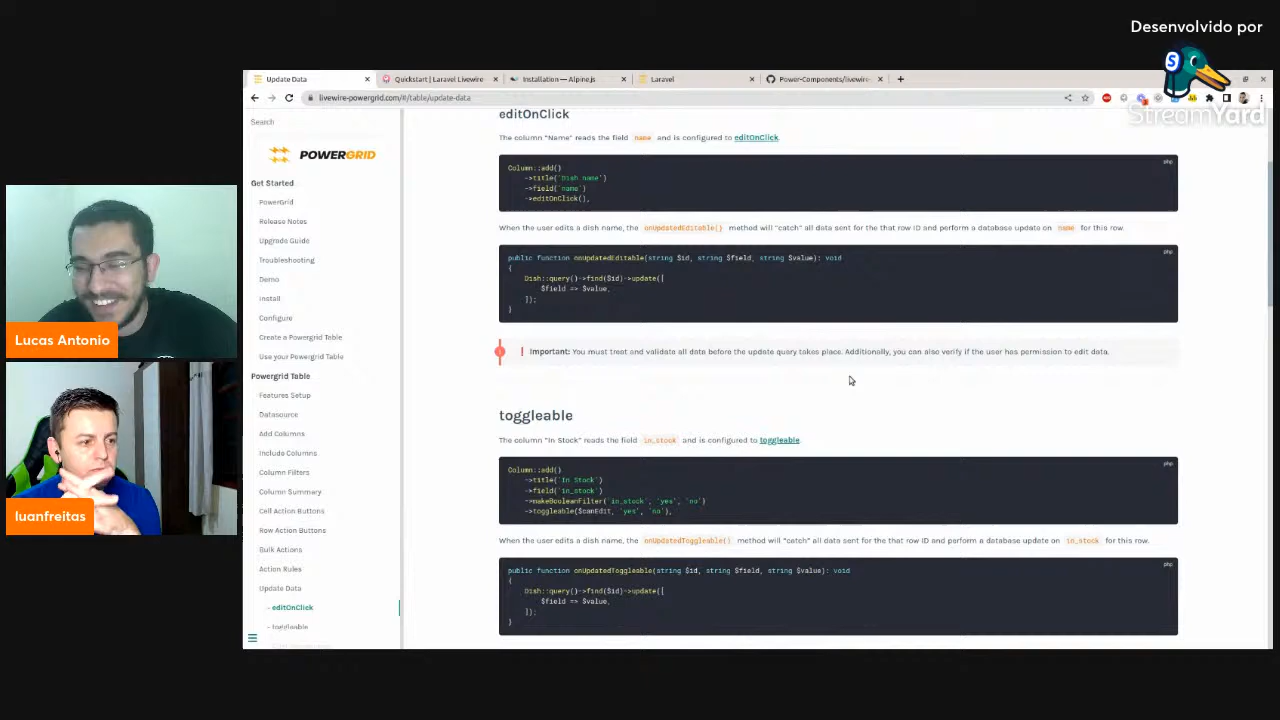 Desenvolvido por
StreamYard
Update Data
Quickstart | Laravel Livewire
Installation — Alpine.js
Laravel
Power-Components/livewire-
livewire-powergrid.com/#/table/update-data
Search
POWERGRID
Get Started
PowerGrid
Release Notes
Upgrade Guide
Troubleshooting
Demo
Install
Configure
Create a Powergrid Table
Use your Powergrid Table
Powergrid Table
Features Setup
Datasource
Add Columns
Include Columns
Column Filters
Column Summary
Cell Action Buttons
Row Action Buttons
Bulk Actions
Action Rules
Update Data
- editOnClick
- toggleable
editOnClick
The column "Name" reads the field name and is configured to editOnClick.
php
Column::add()
->title('Dish name')
->field('name')
->editOnClick(),
When the user edits a dish name, the onUpdatedEditable() method will "catch" all data sent for the that row ID and perform a database update on name for this row.
php
public function onUpdatedEditable(string $id, string $field, string $value): void
{
Dish::query()->find($id)->update([
$field => $value,
]);
}
! Important: You must treat and validata all data before the update query takes place. Additionally, you can also verify if the user has permission to edit data.
toggleable
The column "In Stock" reads the field in_stock and is configured to toggleable.
php
Column::add()
->title('In Stock')
->field('in_stock')
->makeBooleanFilter('in_stock', 'yes', 'no')
->toggleable($canEdit, 'yes', 'no'),
When the user edits a dish name, the onUpdatedToggleable() method will "catch" all data sent for the that row ID and perform a database update on in_stock for this row.
php
public function onUpdatedToggleable(string $id, string $field, string $value): void
{
Dish::query()->find($id)->update([
$field => $value,
]);
}
Lucas Antonio
luanfreitas